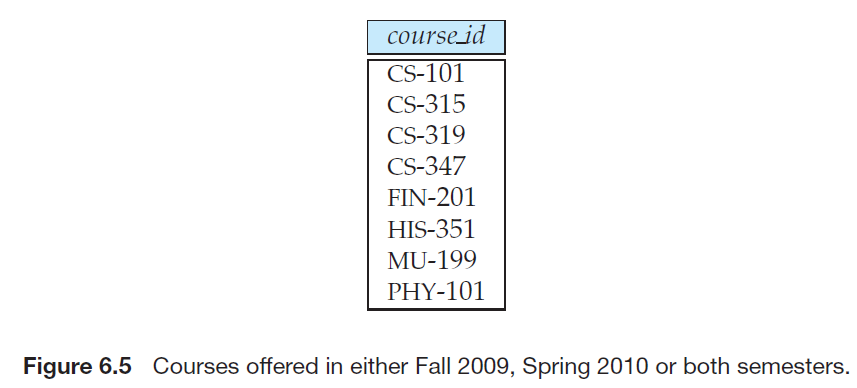 course_id
CS-101
CS-315
CS-319
CS-347
FIN-201
HIS-351
MU-199
PHY-101
Figure 6.5 Courses offered in either Fall 2009, Spring 2010 or both semesters.